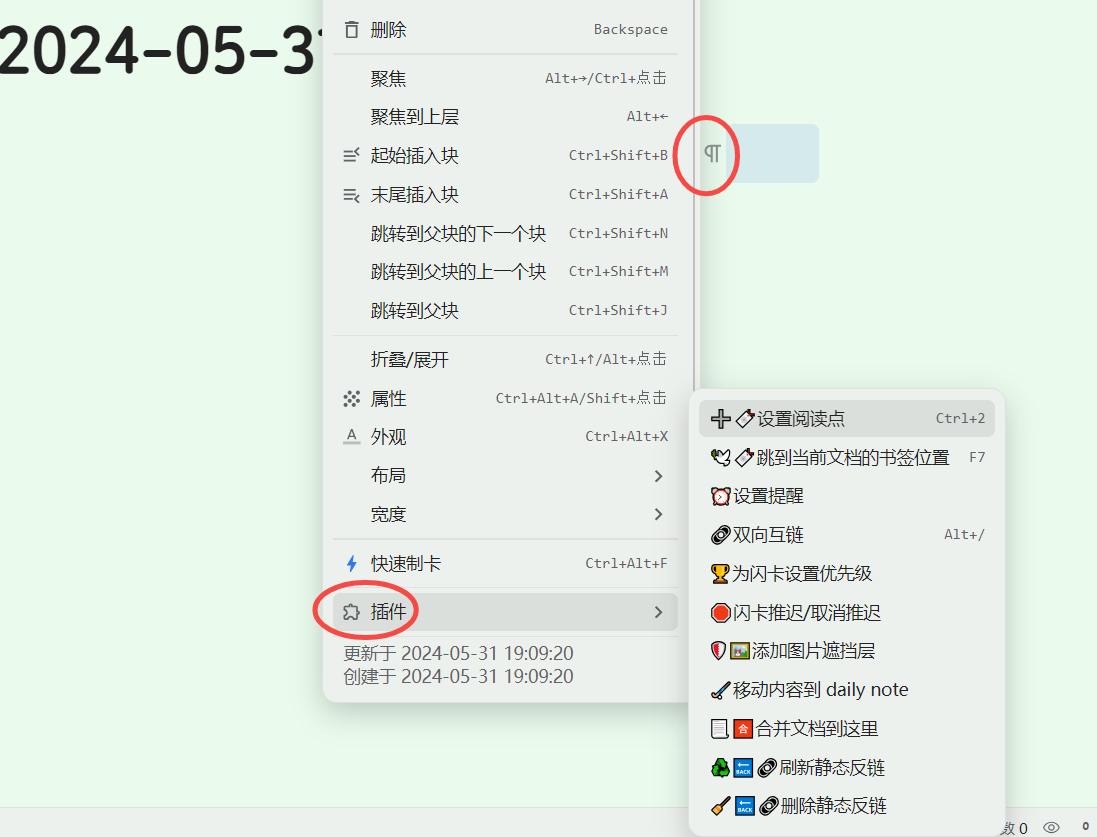 2024-05-3
删除 Backspace
聚焦 Alt+→/Ctrl+点击
聚焦到上层 Alt+←
起始插入块 Ctrl+Shift+B
¶
末尾插入块 Ctrl+Shift+A
跳转到父块的下一个块 Ctrl+Shift+N
跳转到父块的上一个块 Ctrl+Shift+M
跳转到父块 Ctrl+Shift+J
折叠/展开 Ctrl+↑/Alt+点击
属性 Ctrl+Alt+A/Shift+点击
A 外观 Ctrl+Alt+X
布局
宽度
快速制卡 Ctrl+Alt+F
插件
更新于 2024-05-31 19:09:20
创建于 2024-05-31 19:09:20
设置阅读点 Ctrl+2
跳到当前文档的书签位置 F7
设置提醒
双向互链 Alt+/
为闪卡设置优先级
闪卡推迟/取消推迟
添加图片遮挡层
移动内容到 daily note
合 合并文档到这里
BACK 刷新静态反链
BACK 删除静态反链
数 0 0